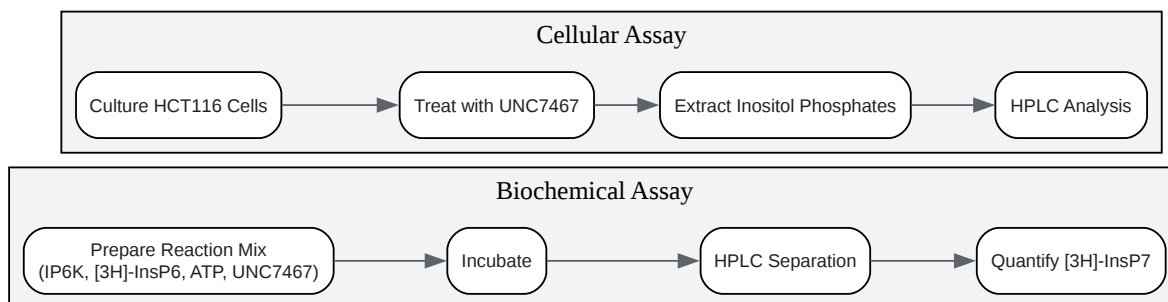 Cellular Assay
Culture HCT116 Cells
Treat with UNC7467
Extract Inositol Phosphates
HPLC Analysis
Biochemical Assay
Prepare Reaction Mix
(IP6K, [3H]-InsP6, ATP, UNC7467)
Incubate
HPLC Separation
Quantify [3H]-InsP7